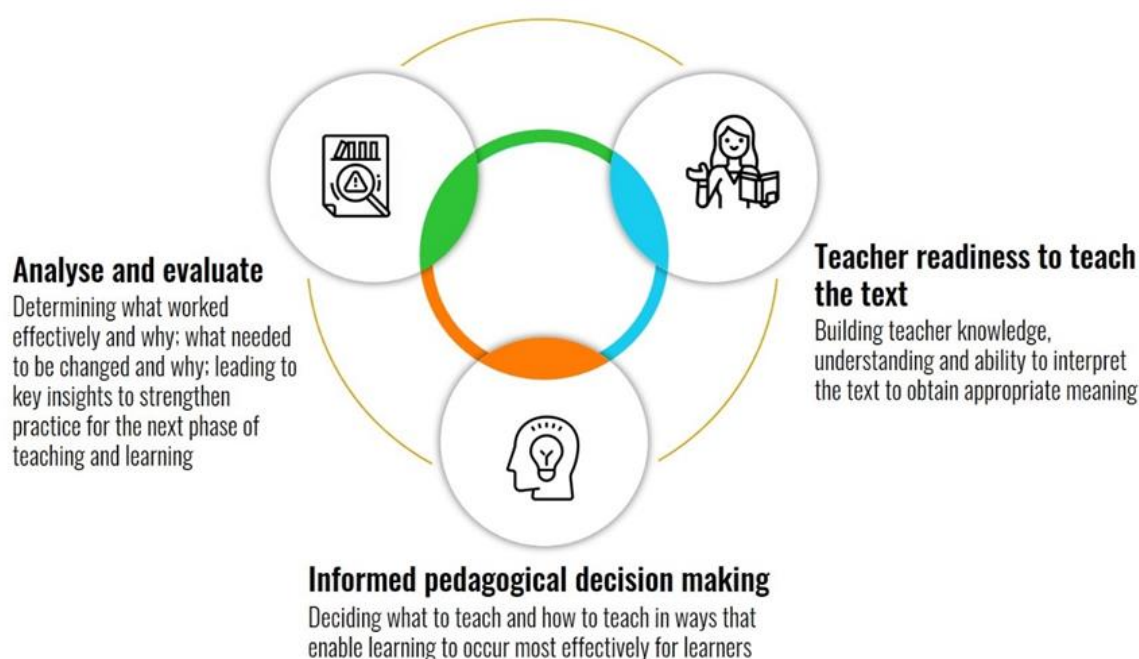 Analyse and evaluate
Determining what worked
effectively and why; what needed
to be changed and why; leading to
key insights to strengthen
practice for the next phase of
teaching and learning
Teacher readiness to teach
the text
Building teacher knowledge,
understanding and ability to interpret
the text to obtain appropriate meaning
Informed pedagogical decision making
Deciding what to teach and how to teach in ways that
enable learning to occur most effectively for learners